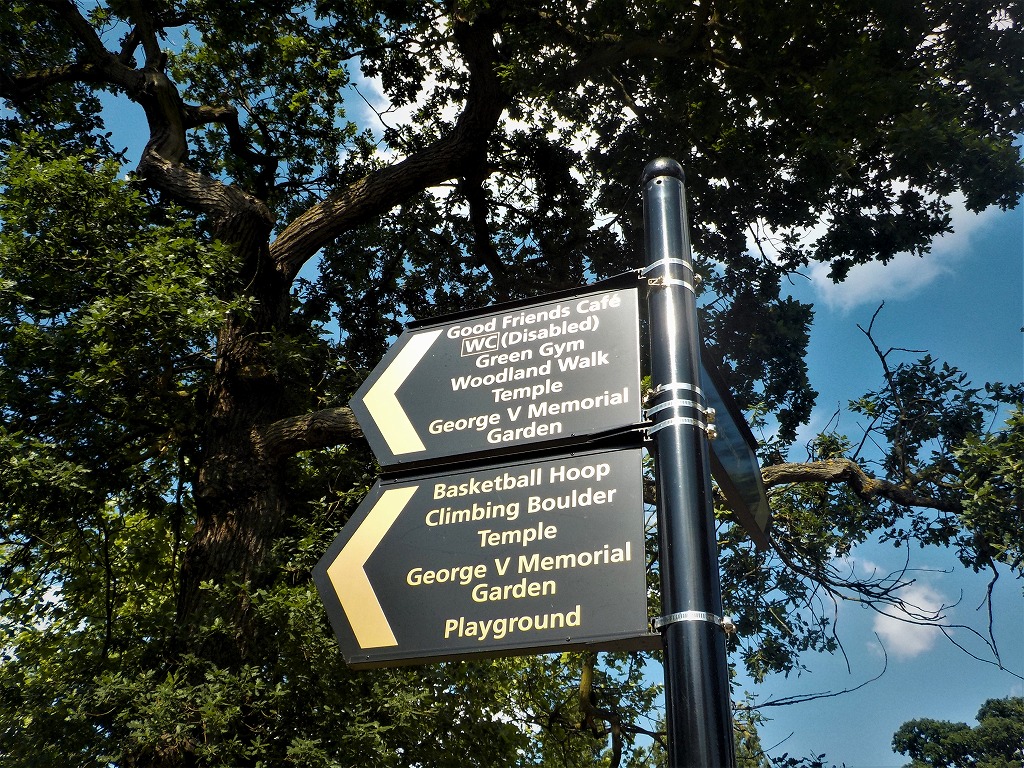 Good Friends Café
WC (Disabled)
Green Gym
Woodland Walk
Temple
George V Memorial
Garden
Basketball Hoop
Climbing Boulder
Temple
George V Memorial
Garden
Playground